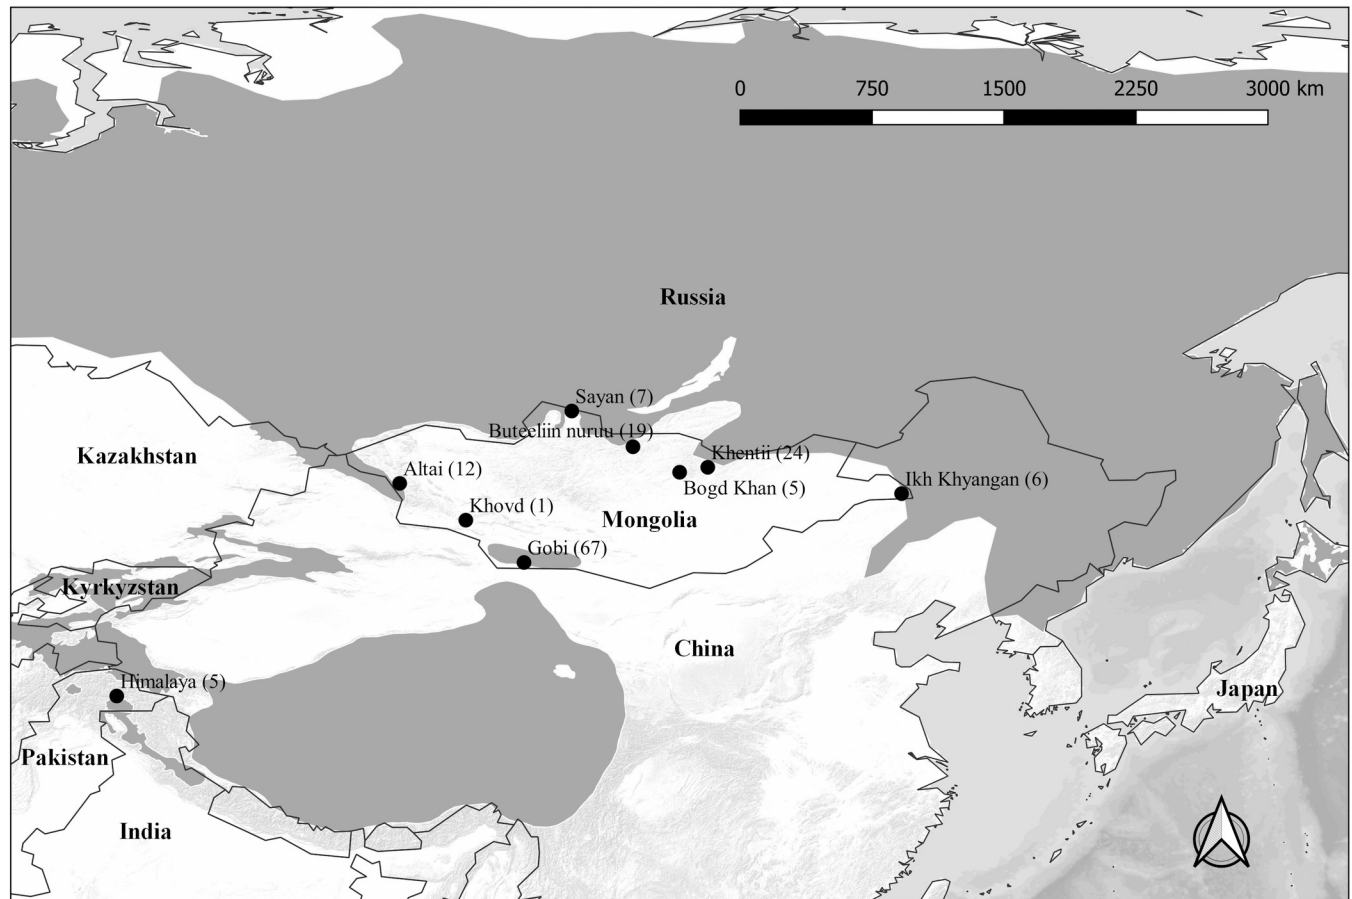 0 750 1500 2250 3000 km
Russia
Sayan (7)
Buteeliin nuruu (19)
Kazakhstan
Khentii (24)
Altai (12)
Ikh Khyangan (6)
Bogd Khan (5)
Khovd (1)
Mongolia
Gobi (67)
Kyrkyzstan
China
Himalaya (5)
Japan
Pakistan
India